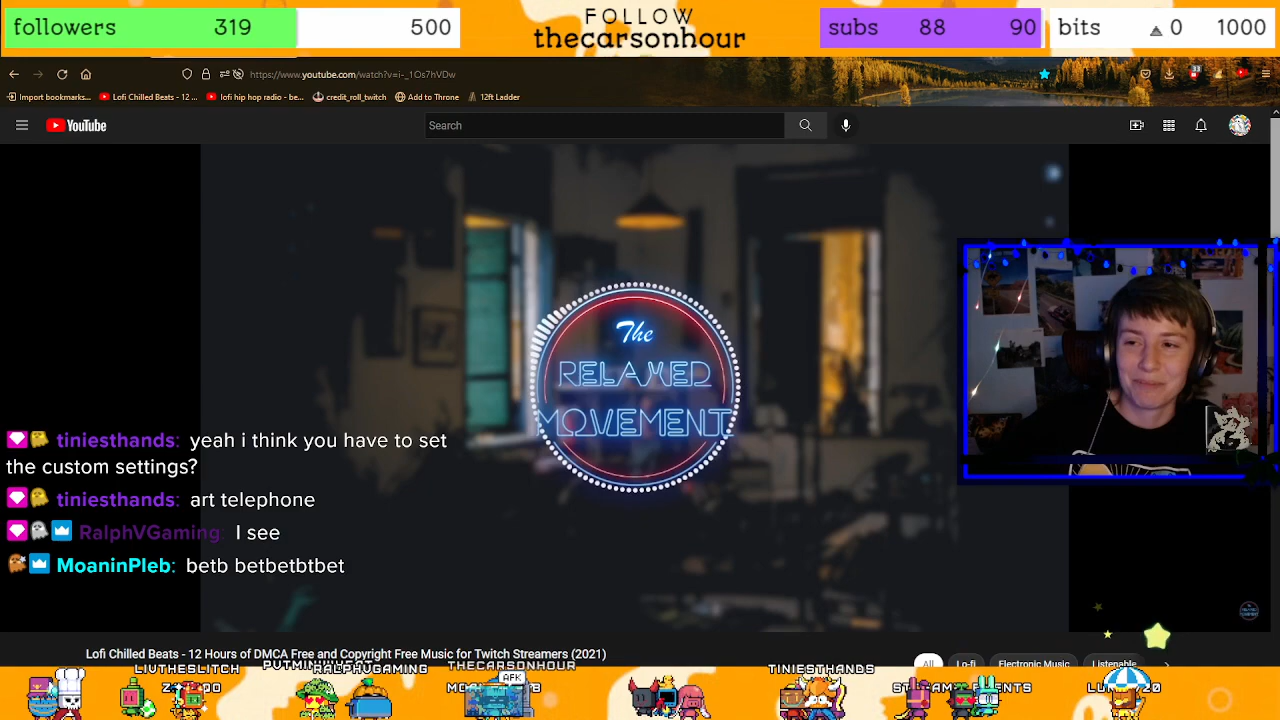 followers 319 500
FOLLOW
thecarsonhour
subs 88 90
bits 0 1000
https://www.youtube.com/watch?v=i-_1Os7hVDw
33
Import bookmarks...
Lofi Chilled Beats - 12 ...
lofi hip hop radio - be...
credit_roll_twitch
Add to Throne
12ft Ladder
YouTube
Search
The
RELAXED
MOVEMENT
tiniesthands: yeah i think you have to set
the custom settings?
tiniesthands: art telephone
RalphVGaming: I see
MoaninPleb: betb betbetbtbet
Lofi Chilled Beats - 12 Hours of DMCA Free and Copyright Free Music for Twitch Streamers (2021)
All
Lo-fi
Electronic Music
Listenable
LIVTHESLITCH
RALPHVGAMING
THECARSONHOUR
AFK
TINIESTHANDS